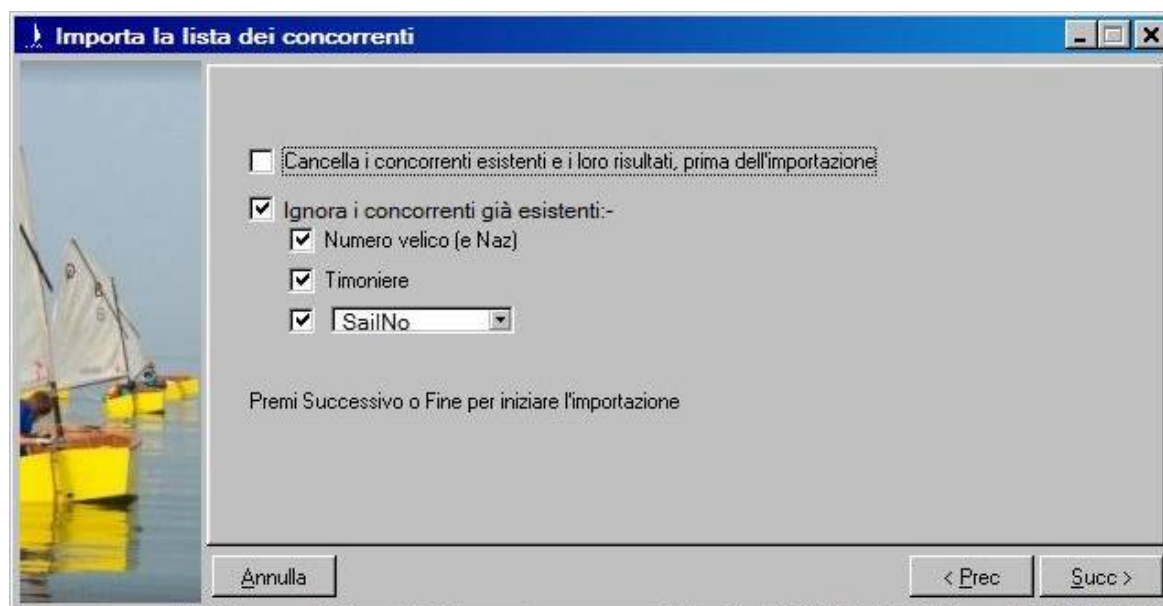 Importa la lista dei concorrenti
Cancella i concorrenti esistenti e i loro risultati, prima dell'importazione
Ignora i concorrenti già esistenti:-
Numero velico (e Naz)
Timoniere
SailNo
Premi Successivo o Fine per iniziare l'importazione
Annulla
< Prec
Succ >